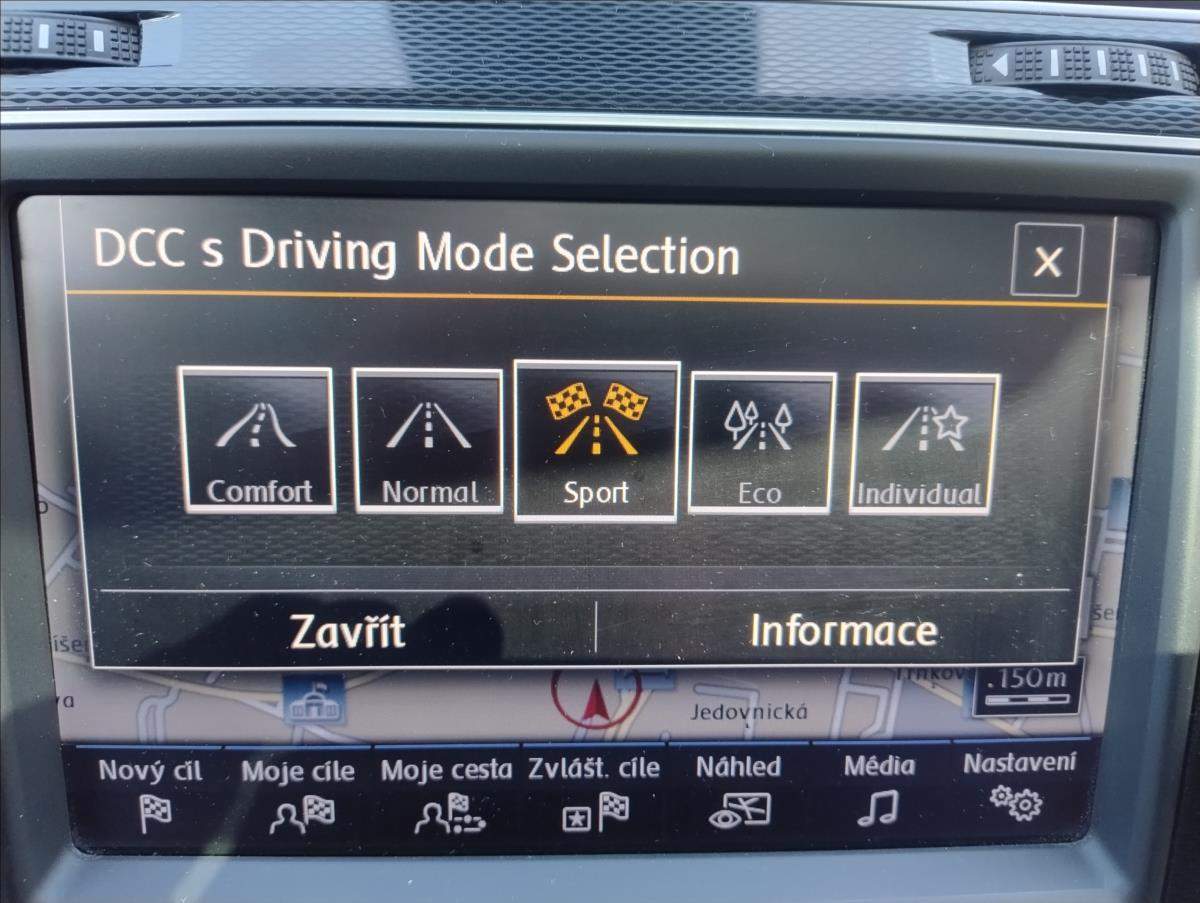 DCC s Driving Mode Selection
X
Comfort
Normal
Sport
Eco
Individual
Zavřít
Informace
150m
Jedovnická
Nový cíl
Moje cíle
Moje cesta
Zvlášt. cíle
Náhled
Média
Nastavení